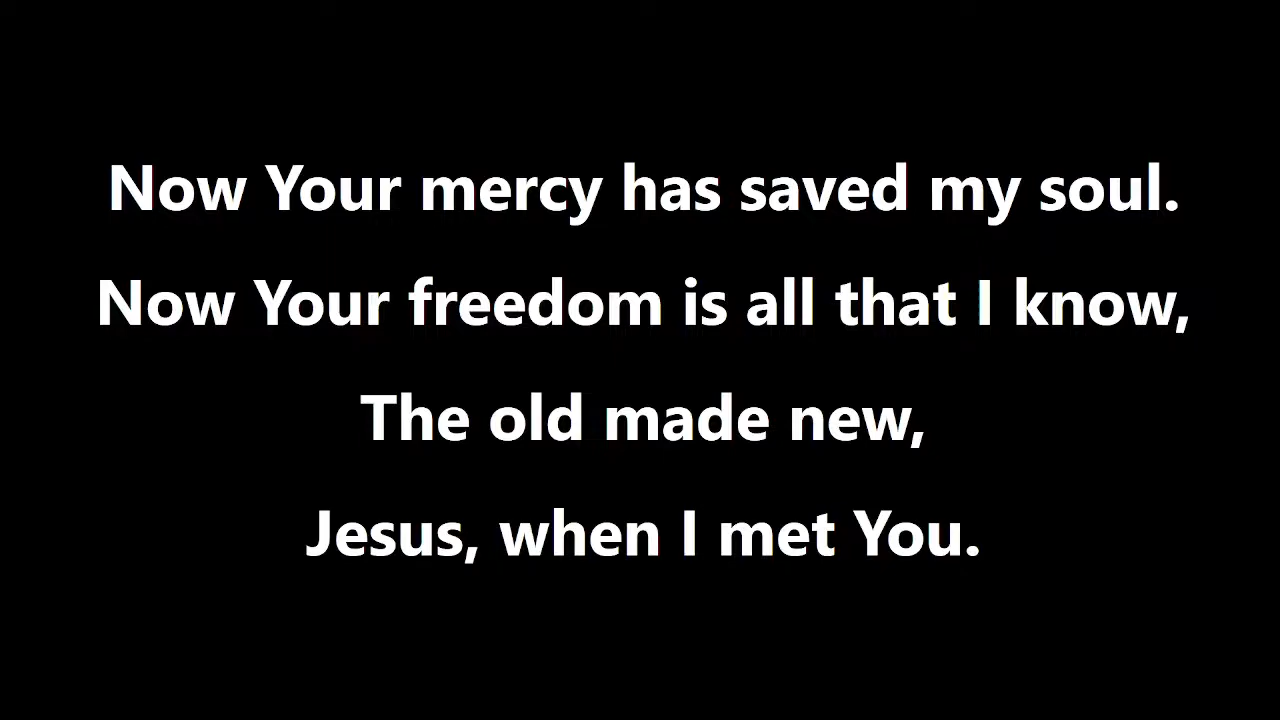 Now Your mercy has saved my soul.
Now Your freedom is all that I know,
The old made new,
Jesus, when I met You.